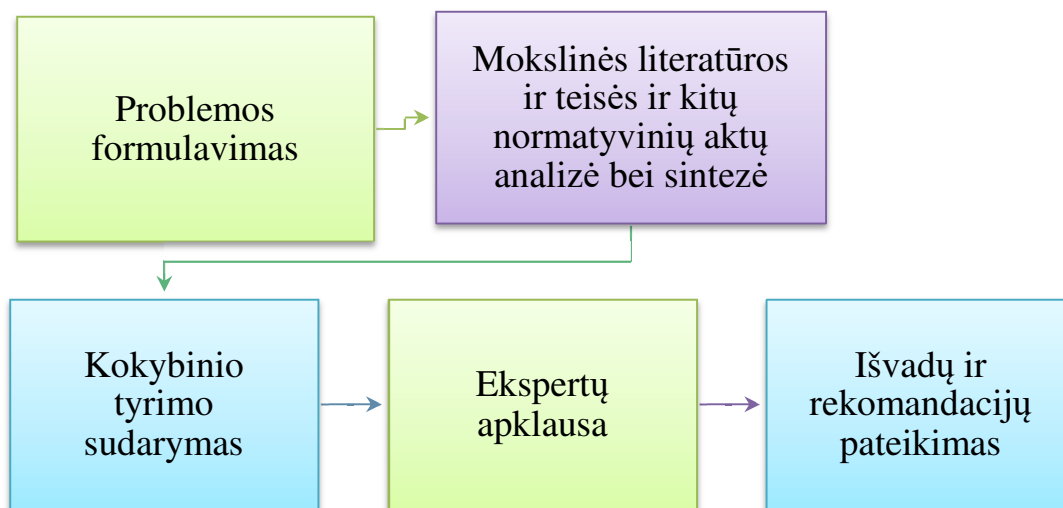 Problemos
formulavimas
Mokslinės literatūros
ir teisės ir kitų
normatyvinių aktų
analizė bei sintezė
Kokybinio
tyrimo
sudarymas
Ekspertų
apklausa
Išvadų ir
rekomandacijų
pateikimas